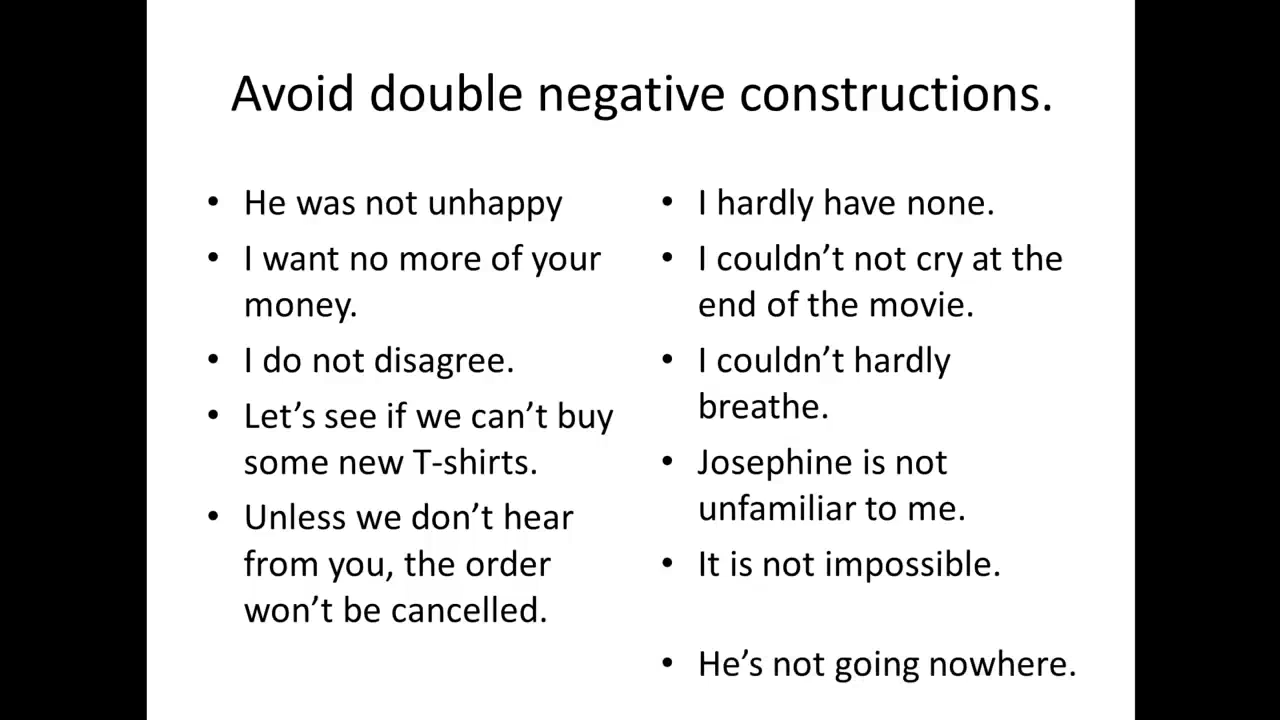 Avoid double negative constructions.
• He was not unhappy
• I want no more of your
money.
• I do not disagree.
• Let’s see if we can’t buy
some new T-shirts.
• Unless we don’t hear
from you, the order
won’t be cancelled.
• I hardly have none.
• I couldn’t not cry at the
end of the movie.
• I couldn’t hardly
breathe.
• Josephine is not
unfamiliar to me.
• It is not impossible.
• He’s not going nowhere.